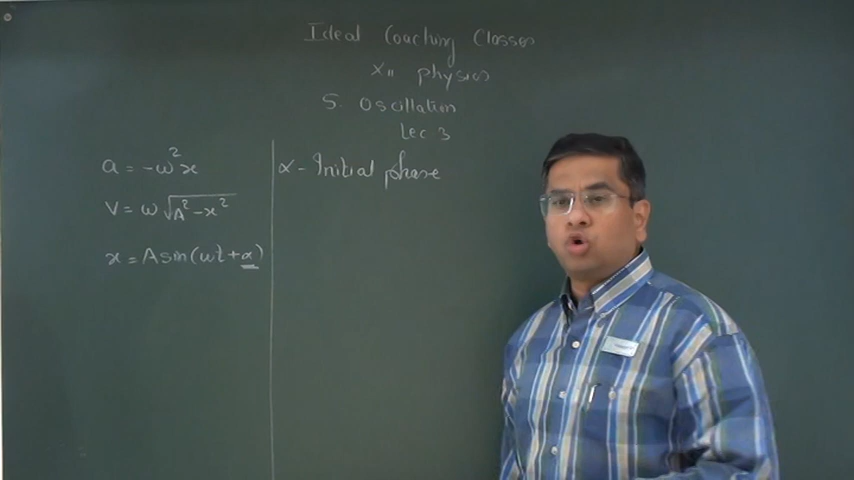 Ideal Coaching Classes
XII Physics
5. Oscillation
Lec 3
a = -ω²x
V = ω√A²-x²
x = A sin(ωt + α)
α - Initial phase